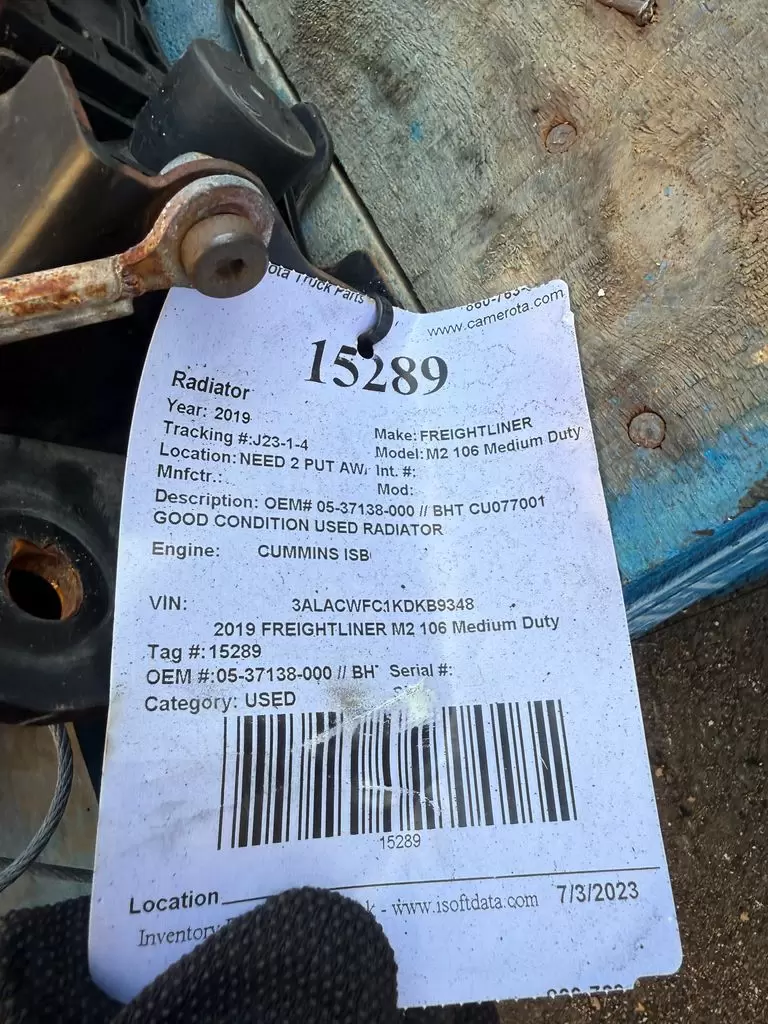 Truck Parts
www.camerota.com
15289
Radiator
Year: 2019
Tracking #:J23-1-4
Make: FREIGHTLINER
Location: NEED 2 PUT AW
Model: M2 106 Medium Duty
Mnfctr.:
Int. #:
Mod:
Description: OEM# 05-37138-000 // BHT CU077001
GOOD CONDITION USED RADIATOR
Engine: CUMMINS ISB
VIN: 3ALACWFC1KDKB9348
2019 FREIGHTLINER M2 106 Medium Duty
Tag #:15289
OEM #:05-37138-000 // BH Serial #:
Category: USED
15289
Location
Inventory - www.isoftdata.com 7/3/2023